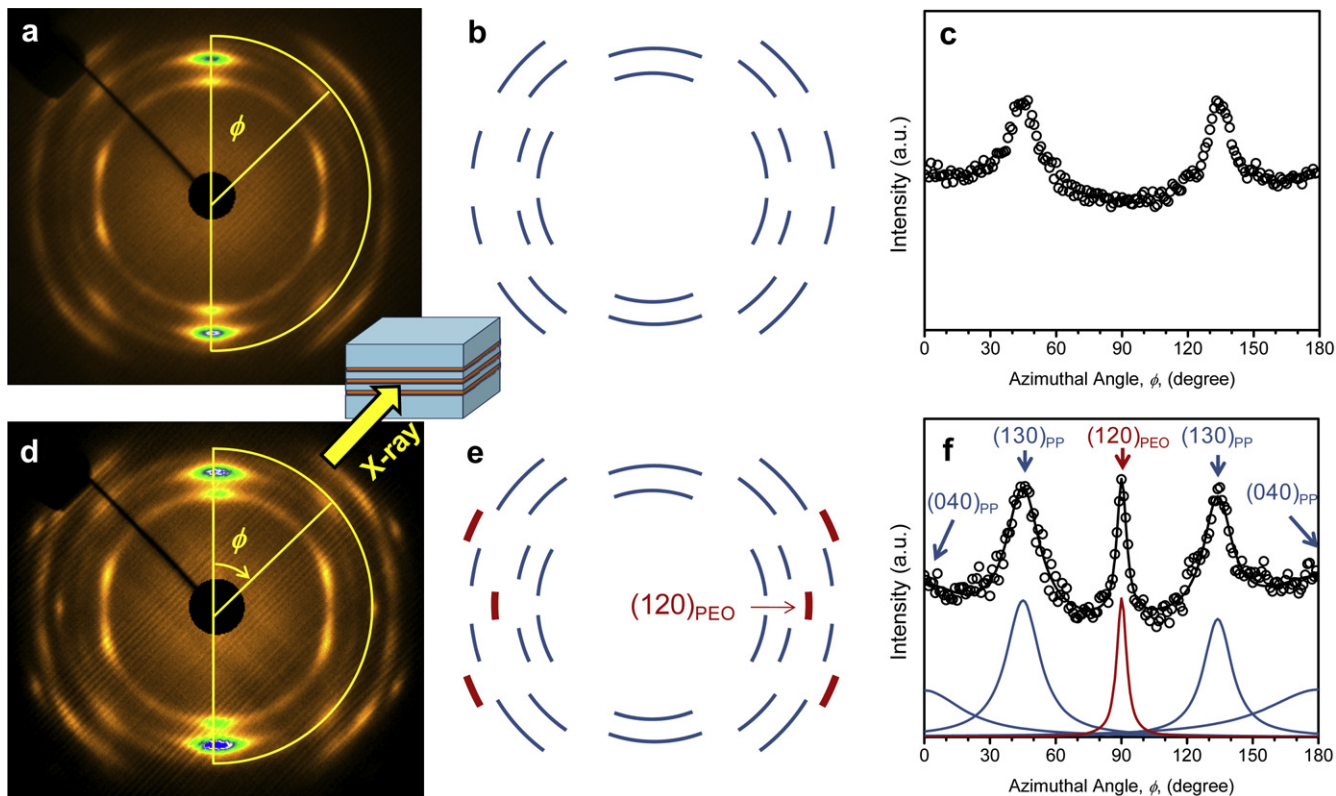 a
ϕ
b
c
Intensity (a.u.)
0 30 60 90 120 150 180
Azimuthal Angle, ϕ, (degree)
X-ray
d
ϕ
e
(120)PEO
f
(130)PP
(120)PEO
(130)PP
(040)PP
(040)PP
Intensity (a.u.)
0 30 60 90 120 150 180
Azimuthal Angle, ϕ, (degree)